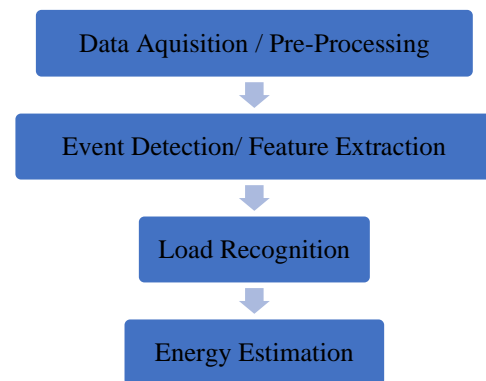 Data Aquisition / Pre-Processing
Event Detection/ Feature Extraction
Load Recognition
Energy Estimation